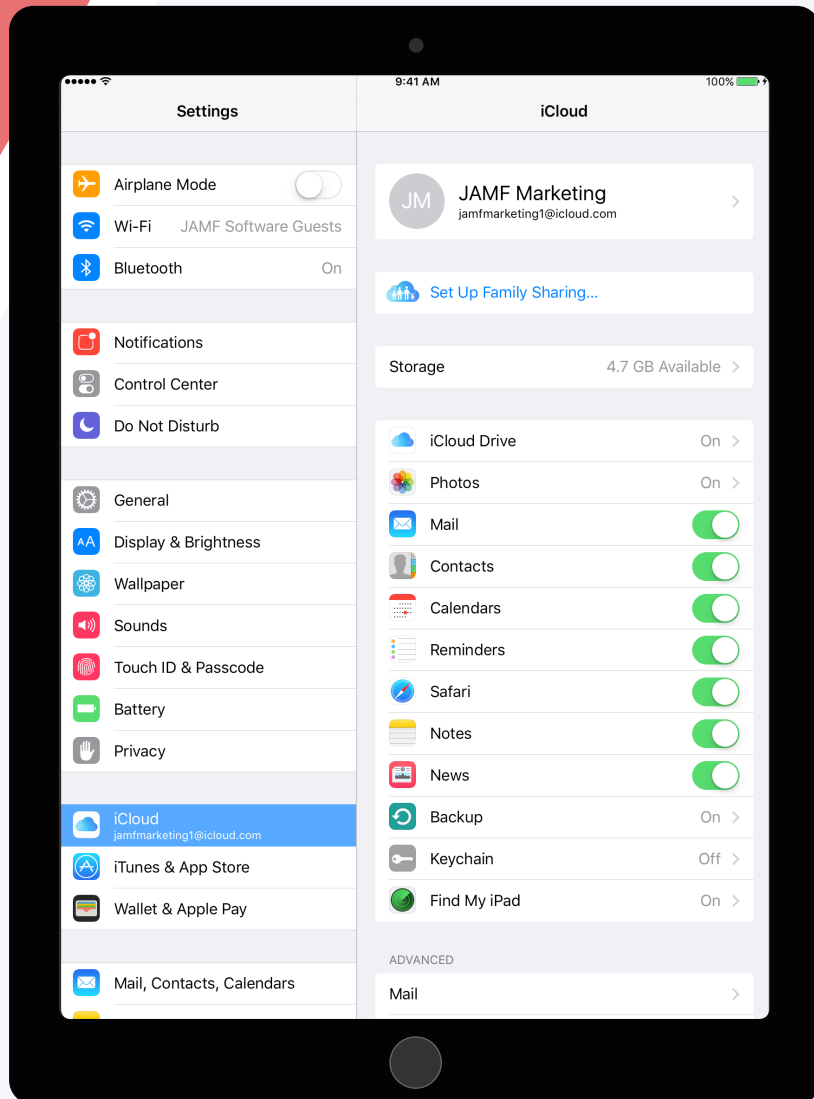 9:41 AM
100%
Settings
Airplane Mode
Wi-Fi JAMF Software Guests
Bluetooth On
Notifications
Control Center
Do Not Disturb
General
AA Display & Brightness
Wallpaper
Sounds
Touch ID & Passcode
Battery
Privacy
iCloud
jamfmarketing1@icloud.com
iTunes & App Store
Wallet & Apple Pay
Mail, Contacts, Calendars
iCloud
JM JAMF Marketing
jamfmarketing1@icloud.com
Set Up Family Sharing...
Storage 4.7 GB Available
iCloud Drive On
Photos On
Mail
Contacts
Calendars
Reminders
Safari
Notes
News
Backup On
Keychain Off
Find My iPad On
ADVANCED
Mail